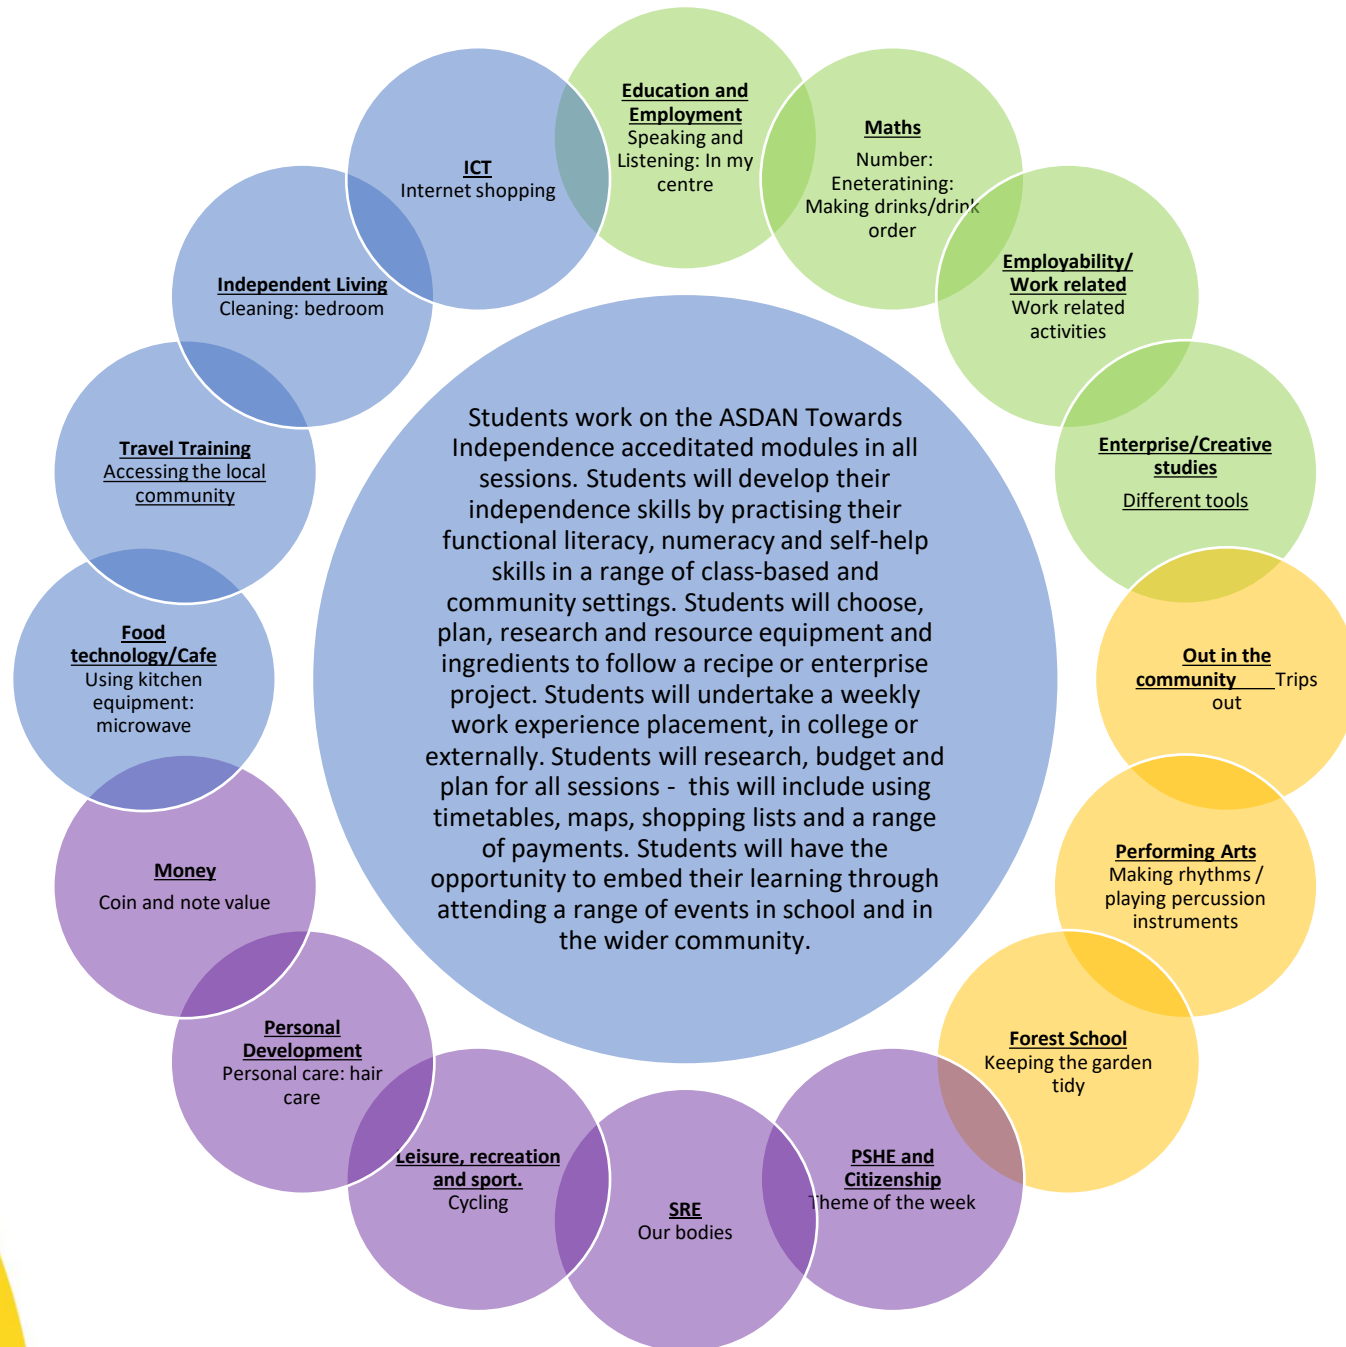 Education and
Employment
Speaking and
Listening: In my
centre
Maths
Number:
Eneteratining:
Making drinks/drink
order
Employability/
Work related
Work related
activities
Enterprise/Creative
studies
Different tools
Out in the
community Trips
out
Performing Arts
Making rhythms /
playing percussion
instruments
Forest School
Keeping the garden
tidy
PSHE and
Citizenship
Theme of the week
SRE
Our bodies
Leisure, recreation
and sport.
Cycling
Personal
Development
Personal care: hair
care
Money
Coin and note value
Food
technology/Cafe
Using kitchen
equipment:
microwave
Travel Training
Accessing the local
community
Independent Living
Cleaning: bedroom
ICT
Internet shopping
Students work on the ASDAN Towards
Independence acceditated modules in all
sessions. Students will develop their
independence skills by practising their
functional literacy, numeracy and self-help
skills in a range of class-based and
community settings. Students will choose,
plan, research and resource equipment and
ingredients to follow a recipe or enterprise
project. Students will undertake a weekly
work experience placement, in college or
externally. Students will research, budget and
plan for all sessions - this will include using
timetables, maps, shopping lists and a range
of payments. Students will have the
opportunity to embed their learning through
attending a range of events in school and in
the wider community.